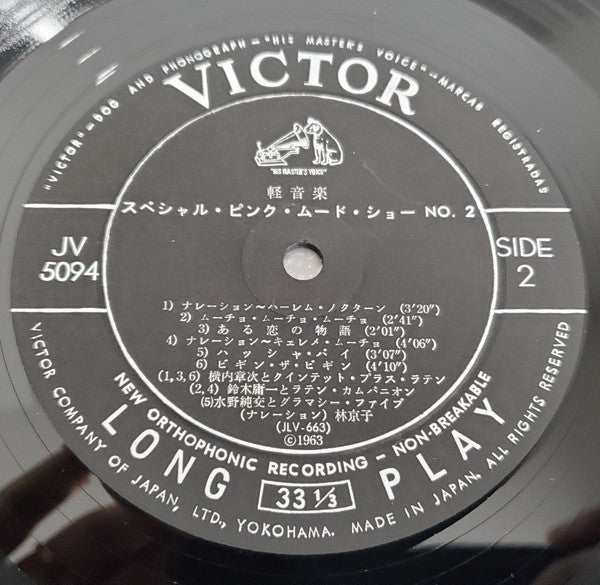 "VICTOR"–DOG AND PHONOGRAPH–"HIS MASTER'S VOICE"–MARCAS REGISTRADAS
VICTOR
"HIS MASTER'S VOICE"
軽音楽
スペシャル・ピンク・ムード・ショー NO. 2
JV
5094
SIDE
2
1) ナレーション~ハーレム・ノクターン (3'20")
2) ムーチョ・ムーチョ・ムーチョ (2'41")
3) ある恋の物語 (2'01")
4) ナレーション~キェレメ・ムーチョ (4'06")
5) ハッシャ・バイ (3'07")
6) ビギン・ザ・ビギン (4'10")
(1,3,6) 横内章次とクインテット・プラス・ラテン
(2,4) 鈴木庸一とラテン・カムパニオン
(5)水野純交とグラマシー・ファイブ
(ナレーション) 林京子
(JLV-663)
©1963
NEW ORTHOPHONIC RECORDING – NON-BREAKABLE
LONG PLAY
33 1/3
VICTOR COMPANY OF JAPAN, LTD., YOKOHAMA. MADE IN JAPAN. ALL RIGHTS RESERVED